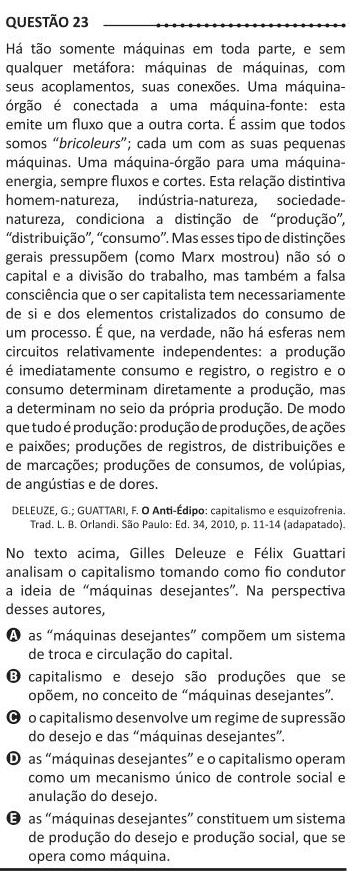 QUESTÃO 23
Há tão somente máquinas em toda parte, e sem
qualquer metáfora: máquinas de máquinas, com
seus acoplamentos, suas conexões. Uma máquina-
órgão é conectada a uma máquina-fonte: esta
emite um fluxo que a outra corta. É assim que todos
somos “bricoleurs”; cada um com as suas pequenas
máquinas. Uma máquina-órgão para uma máquina-
energia, sempre fluxos e cortes. Esta relação distintiva
homem-natureza, indústria-natureza, sociedade-
natureza, condiciona a distinção de “produção”,
“distribuição”, “consumo”. Mas esses tipo de distinções
gerais pressupõem (como Marx mostrou) não só o
capital e a divisão do trabalho, mas também a falsa
consciência que o ser capitalista tem necessariamente
de si e dos elementos cristalizados do consumo de
um processo. É que, na verdade, não há esferas nem
circuitos relativamente independentes: a produção
é imediatamente consumo e registro, o registro e o
consumo determinam diretamente a produção, mas
a determinam no seio da própria produção. De modo
que tudo é produção: produção de produções, de ações
e paixões; produções de registros, de distribuições e
de marcações; produções de consumos, de volúpias,
de angústias e de dores.
DELEUZE, G.; GUATTARI, F. O Anti-Édipo: capitalismo e esquizofrenia.
Trad. L. B. Orlandi. São Paulo: Ed. 34, 2010, p. 11-14 (adapatado).
No texto acima, Gilles Deleuze e Félix Guattari
analisam o capitalismo tomando como fio condutor
a ideia de “máquinas desejantes”. Na perspectiva
desses autores,
A as “máquinas desejantes” compõem um sistema
de troca e circulação do capital.
B capitalismo e desejo são produções que se
opõem, no conceito de “máquinas desejantes”.
C o capitalismo desenvolve um regime de supressão
do desejo e das “máquinas desejantes”.
D as “máquinas desejantes” e o capitalismo operam
como um mecanismo único de controle social e
anulação do desejo.
E as “máquinas desejantes” constituem um sistema
de produção do desejo e produção social, que se
opera como máquina.